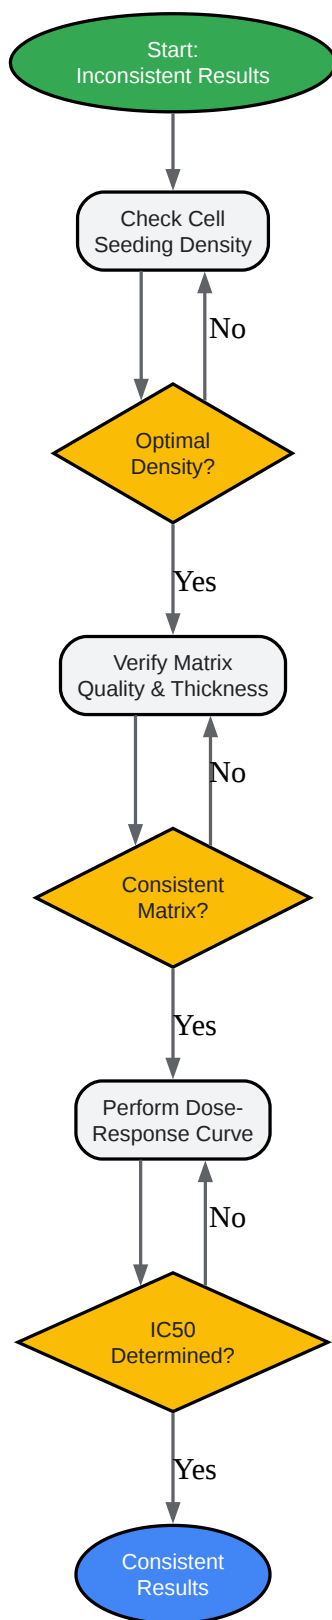 Start:
Inconsistent Results
Check Cell
Seeding Density
No
Optimal
Density?
Yes
Verify Matrix
Quality & Thickness
No
Consistent
Matrix?
Yes
Perform Dose-
Response Curve
No
IC50
Determined?
Yes
Consistent
Results